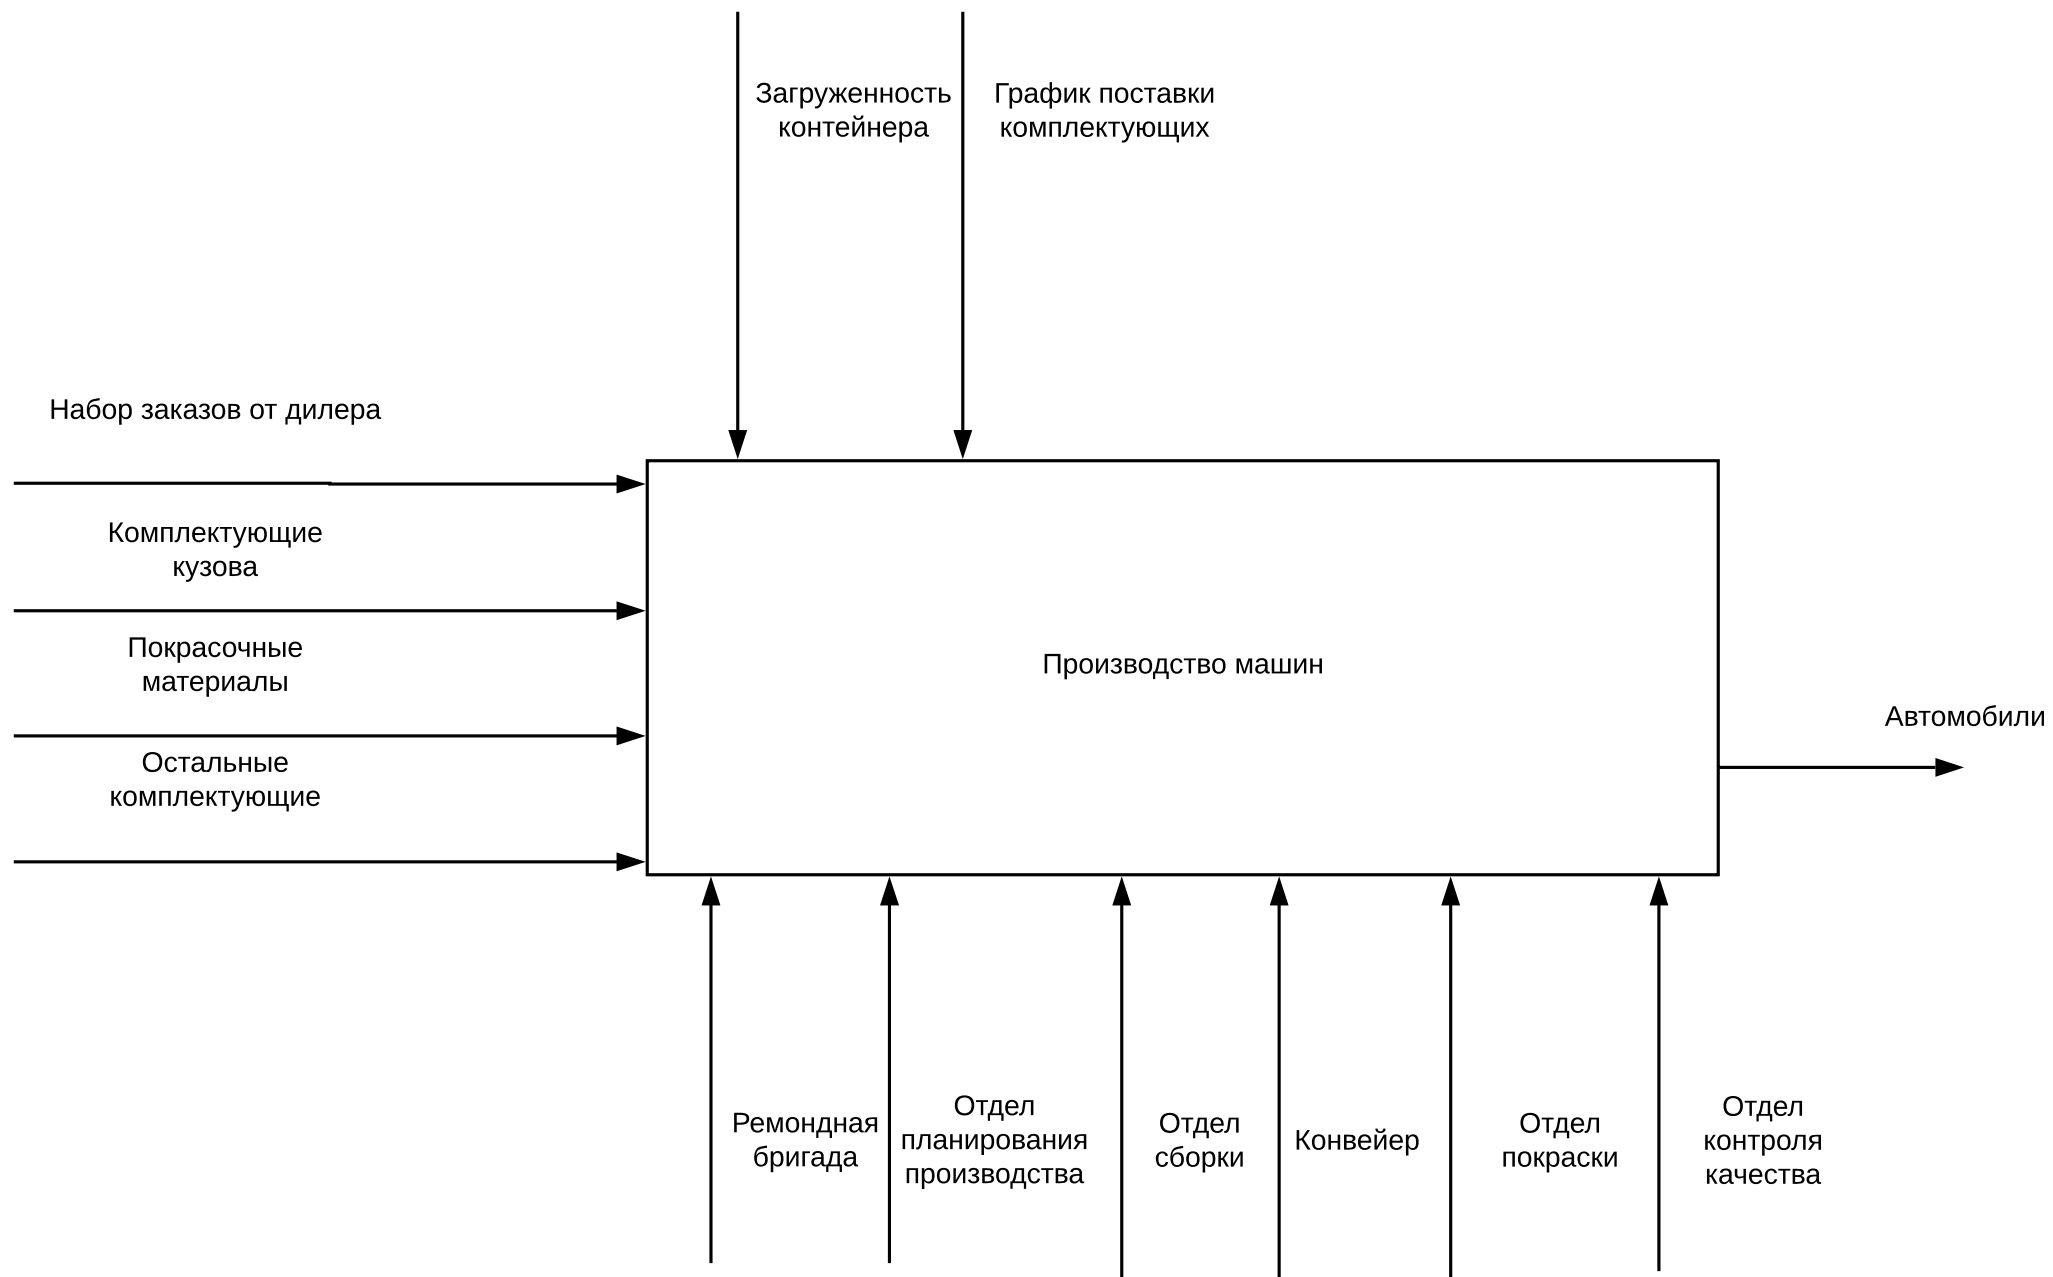 Загруженность
контейнера
График поставки
комплектующих
Набор заказов от дилера
Комплектующие
кузова
Покрасочные
материалы
Остальные
комплектующие
Производство машин
Автомобили
Ремондная
бригада
Отдел
планирования
производства
Отдел
сборки
Конвейер
Отдел
покраски
Отдел
контроля
качества